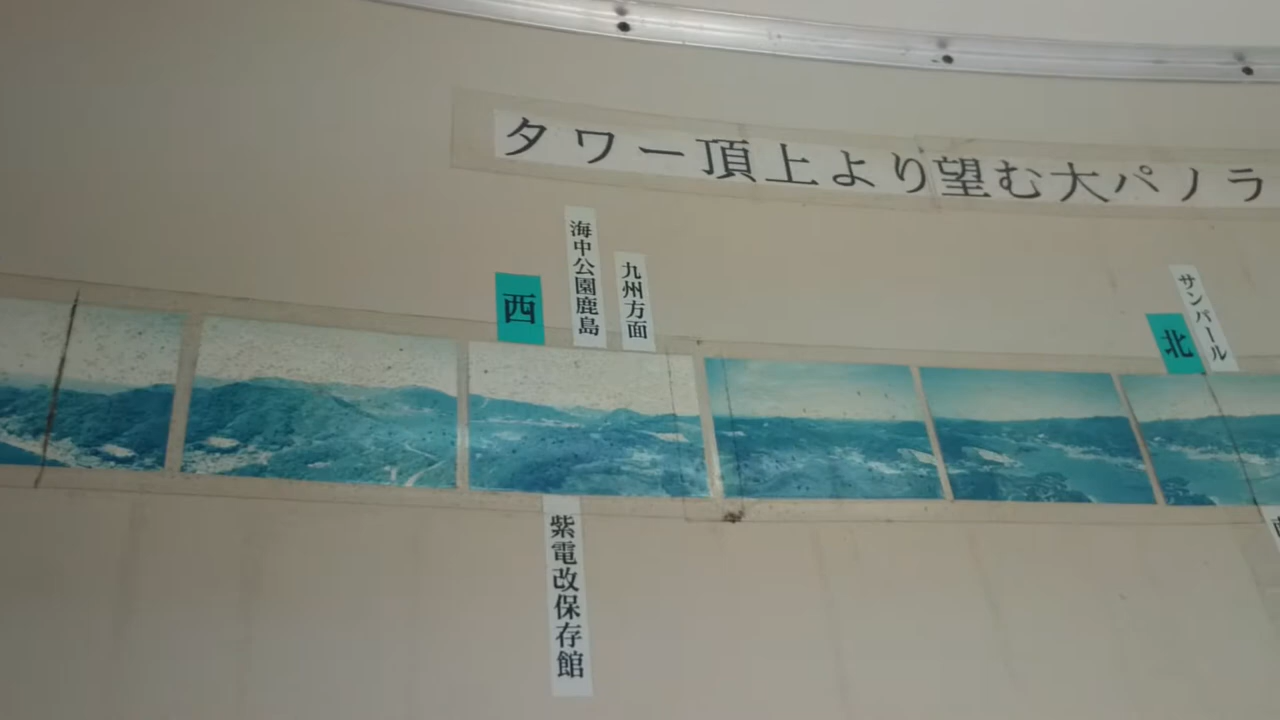 タワー頂上より望む大パノラ
海中公園鹿島
九州方面
西
サンパール
北
紫電改保存館